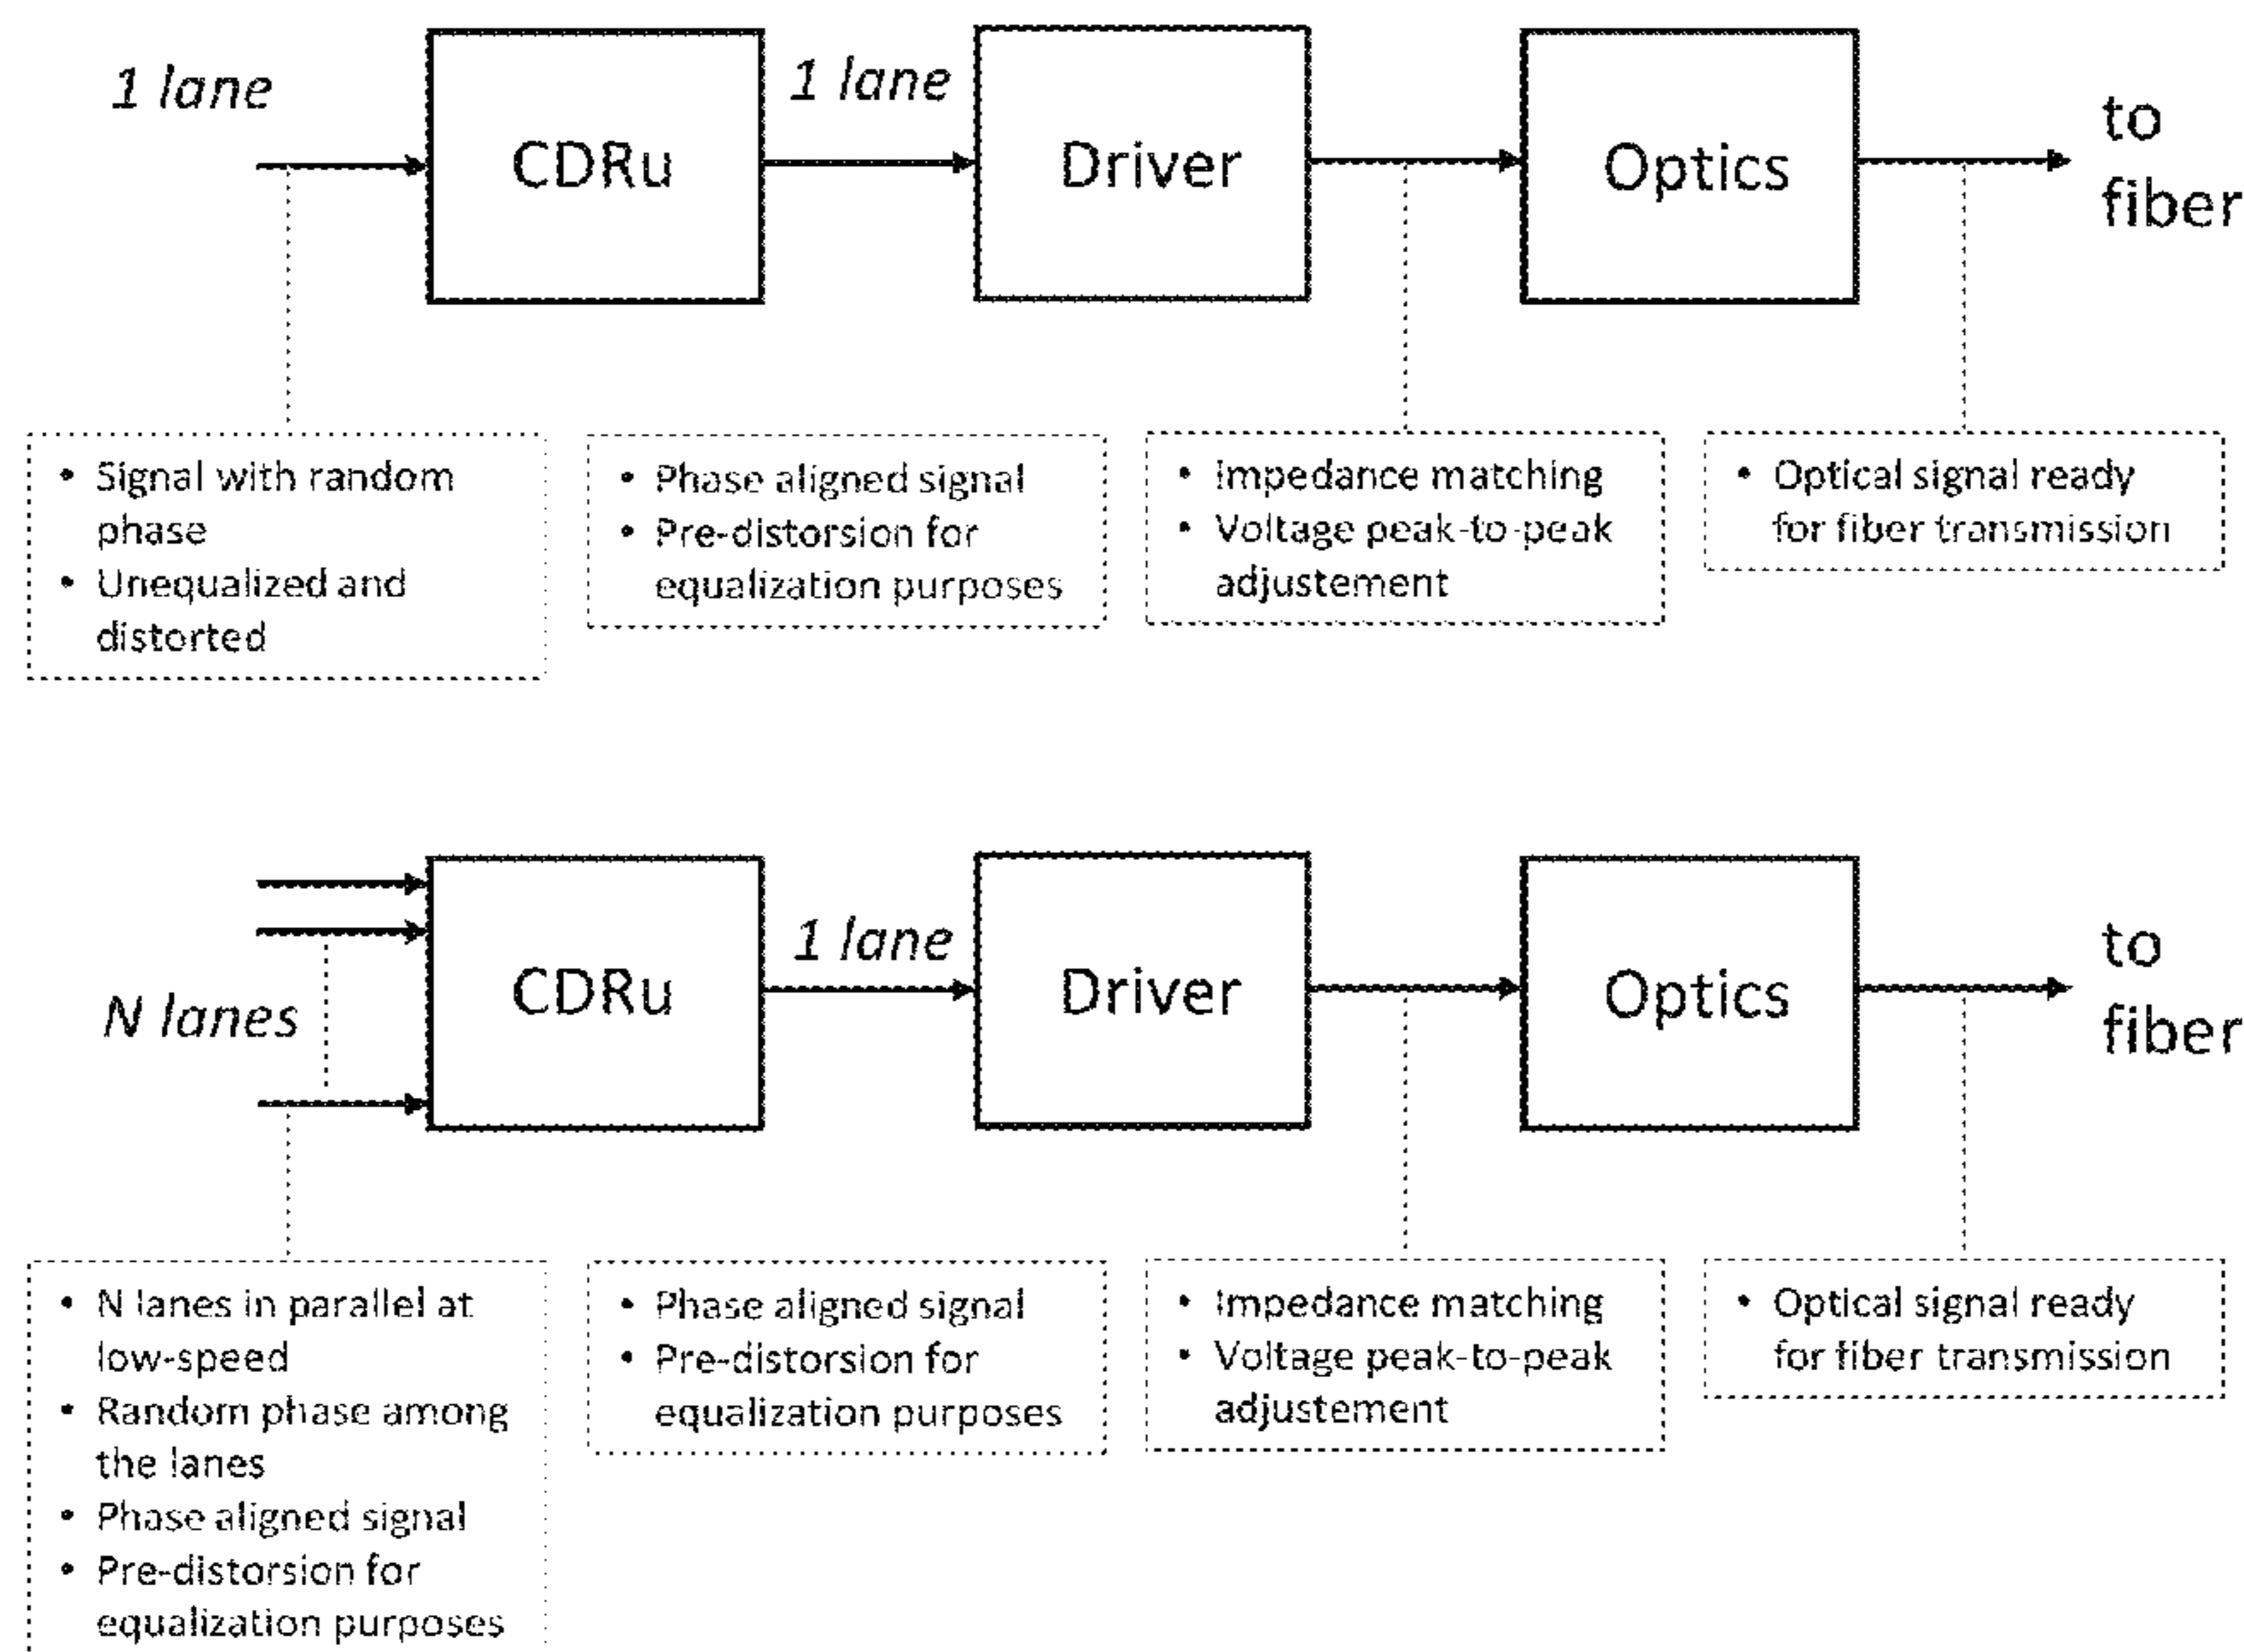 1 lane
CDRu
1 lane
Driver
Optics
to
fiber
• Signal with random
phase
• Unequalized and
distorted
• Phase aligned signal
• Pre-distorsion for
equalization purposes
• Impedance matching
• Voltage peak-to-peak
adjustement
• Optical signal ready
for fiber transmission
N lanes
CDRu
1 lane
Driver
Optics
to
fiber
• N lanes in parallel at
low-speed
• Random phase among
the lanes
• Phase aligned signal
• Pre-distorsion for
equalization purposes
• Phase aligned signal
• Pre-distorsion for
equalization purposes
• Impedance matching
• Voltage peak-to-peak
adjustement
• Optical signal ready
for fiber transmission